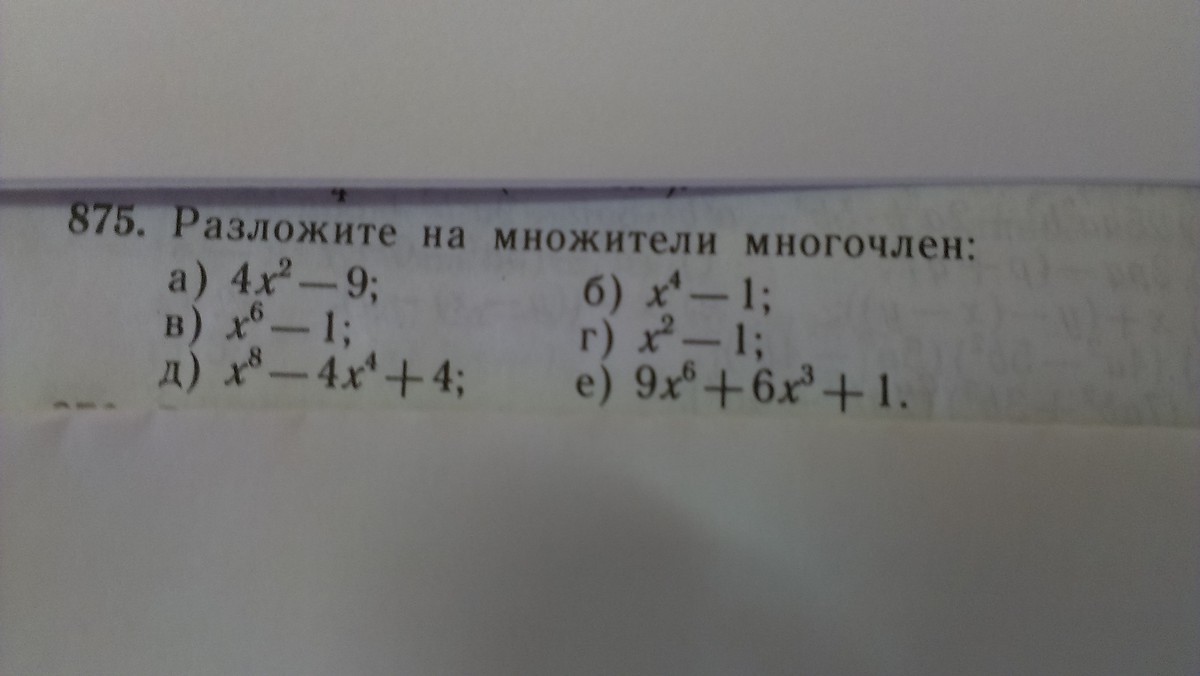 875. Разложите на множители многочлен:
а) 4x² — 9; б) x⁴ — 1;
в) x⁶ — 1; г) x² — 1;
д) x⁸ — 4x⁴ + 4; е) 9x⁶ + 6x³ + 1.